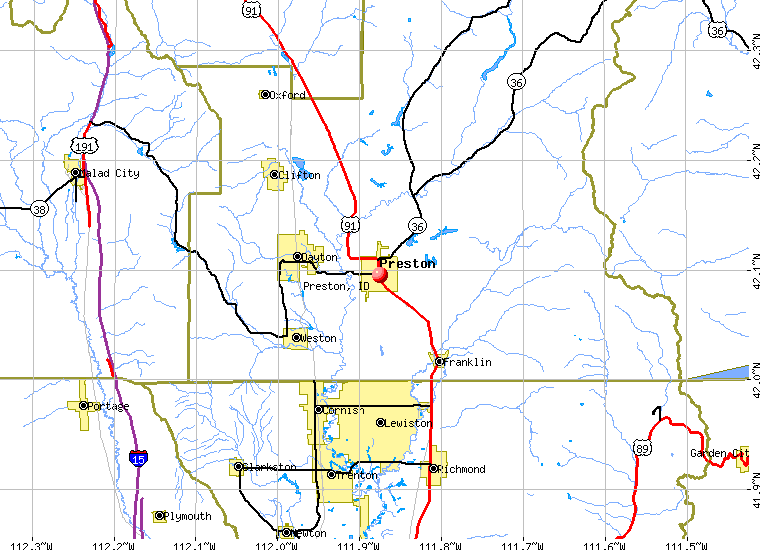 91
36
42.3°N
36
Oxford
191
42.2°N
Malad City
Clifton
38
91
36
Dayton
Preston
42.1°N
Preston, ID
Weston
Franklin
42.0°N
Portage
Cornish
Lewiston
89
Garden Cit
15
Clarkston
Trenton
Richmond
41.9°N
Plymouth
Newton
112.3°W
112.2°W
112.1°W
112.0°W
111.9°W
111.8°W
111.7°W
111.6°W
111.5°W